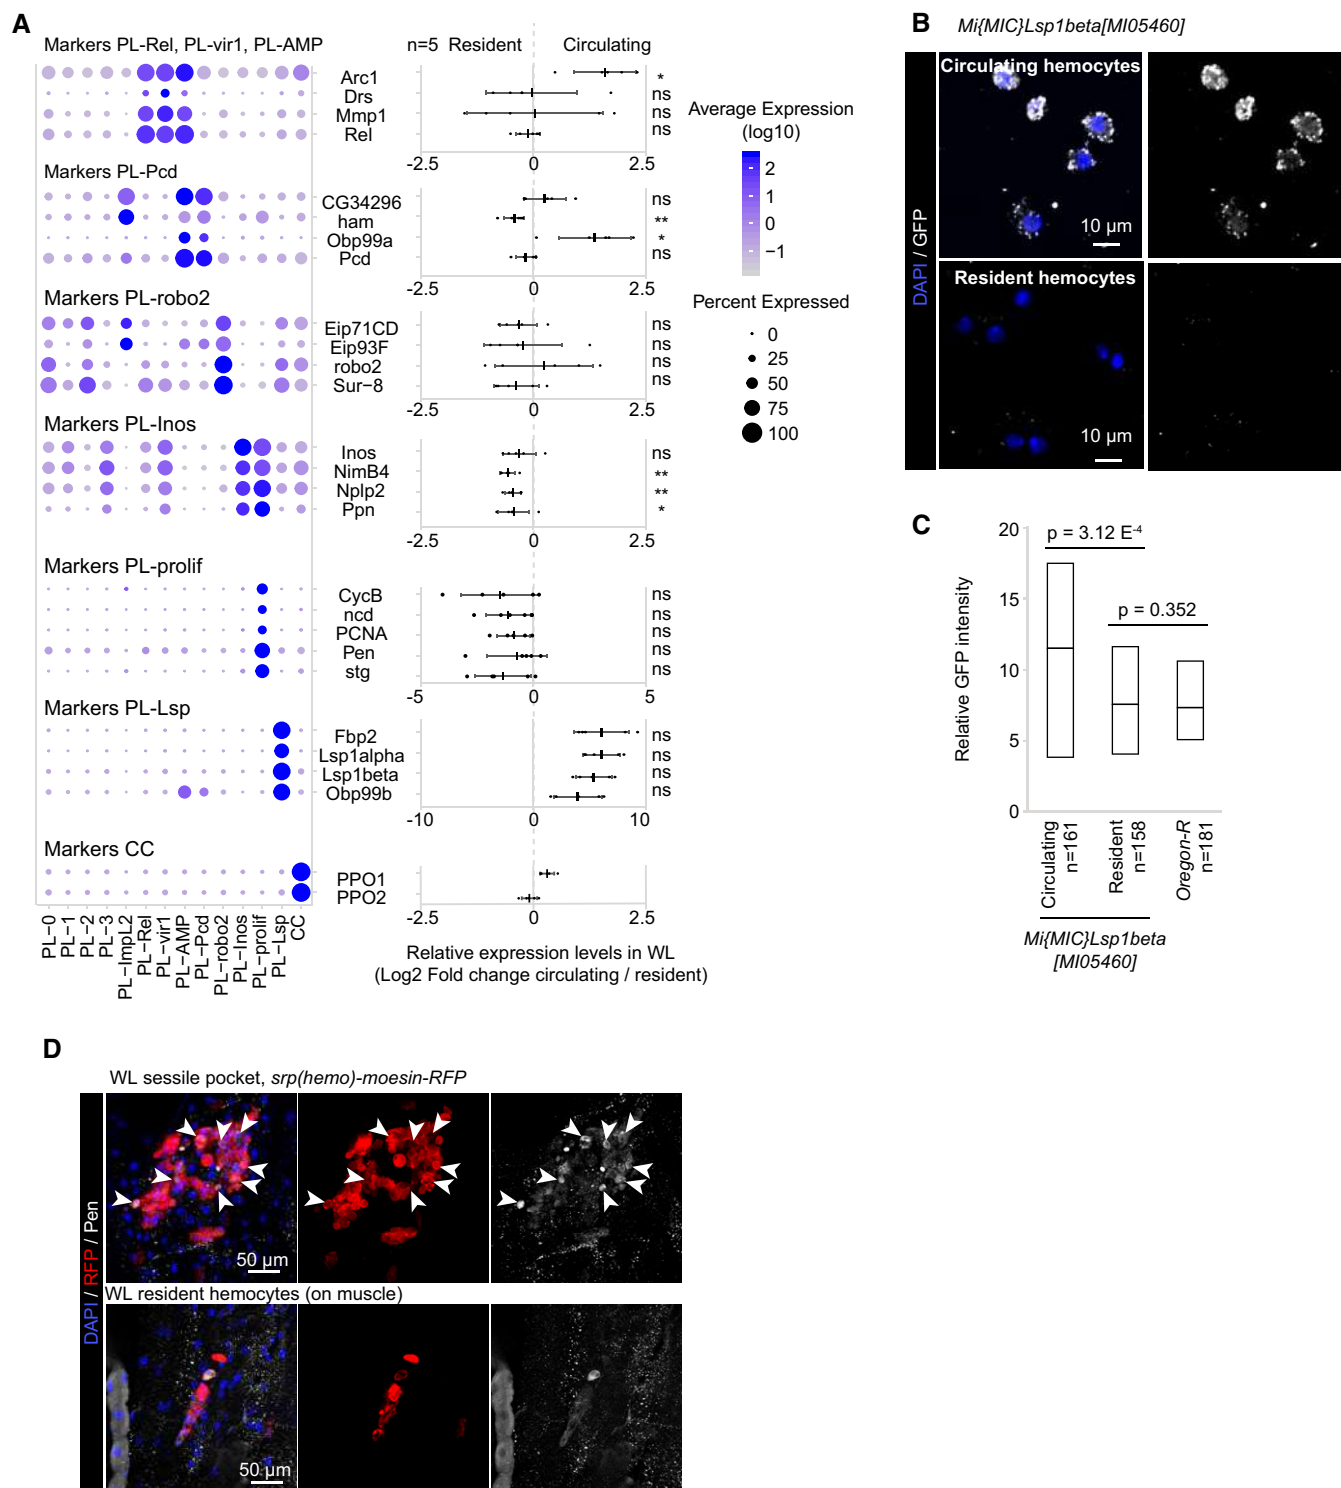 A
Markers PL-Rel, PL-vir1, PL-AMP
n=5 Resident Circulating
Arc1 *
Drs ns
Mmp1 ns
Rel ns
-2.5 0 2.5
Markers PL-Pcd
CG34296 ns
ham **
Obp99a *
Pcd ns
-2.5 0 2.5
Markers PL-robo2
Eip71CD ns
Eip93F ns
robo2 ns
Sur−8 ns
-2.5 0 2.5
Markers PL-Inos
Inos ns
NimB4 **
Nplp2 **
Ppn *
-2.5 0 2.5
Markers PL-prolif
CycB ns
ncd ns
PCNA ns
Pen ns
stg ns
-5 0 5
Markers PL-Lsp
Fbp2 ns
Lsp1alpha ns
Lsp1beta ns
Obp99b ns
-10 0 10
Markers CC
PPO1
PPO2
-2.5 0 2.5
PL−0
PL−1
PL−2
PL−3
PL−ImpL2
PL−Rel
PL−vir1
PL−AMP
PL−Pcd
PL−robo2
PL−Inos
PL−prolif
PL−Lsp
CC
Relative expression levels in WL
(Log2 Fold change circulating / resident)
Average Expression
(log10)
2
1
0
−1
Percent Expressed
0
25
50
75
100
B
Mi{MIC}Lsp1beta[MI05460]
DAPI / GFP
Circulating hemocytes
10 µm
Resident hemocytes
10 µm
C
Relative GFP intensity
20
15
10
5
0
p = 3.12 E-4
p = 0.352
Circulating
n=161
Resident
n=158
Oregon-R
n=181
Mi{MIC}Lsp1beta
[MI05460]
D
WL sessile pocket, srp(hemo)-moesin-RFP
DAPI / RFP / Pen
50 µm
WL resident hemocytes (on muscle)
50 µm